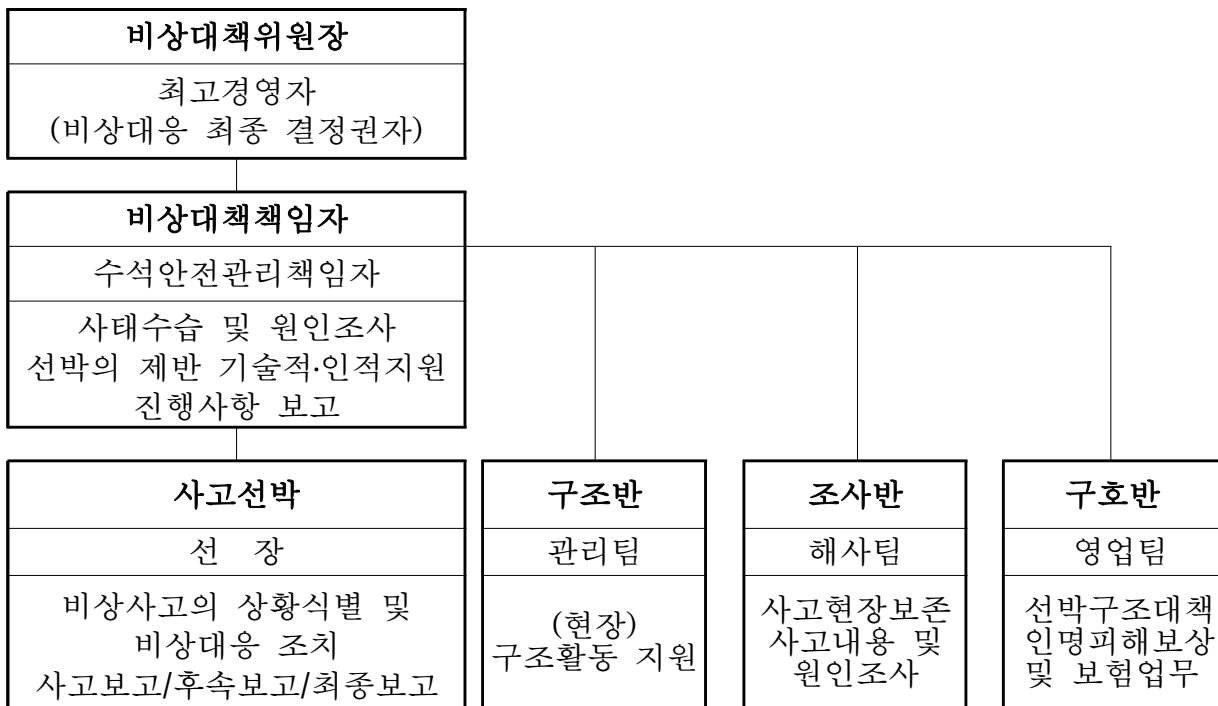 비상대책위원장
최고경영자
(비상대응 최종 결정권자)
비상대책책임자
수석안전관리책임자
사태수습 및 원인조사
선박의 제반 기술적·인적지원
진행사항 보고
사고선박
선 장
비상사고의 상황식별 및
비상대응 조치
사고보고/후속보고/최종보고
구조반
관리팀
(현장)
구조활동 지원
조사반
해사팀
사고현장보존
사고내용 및
원인조사
구호반
영업팀
선박구조대책
인명피해보상
및 보험업무